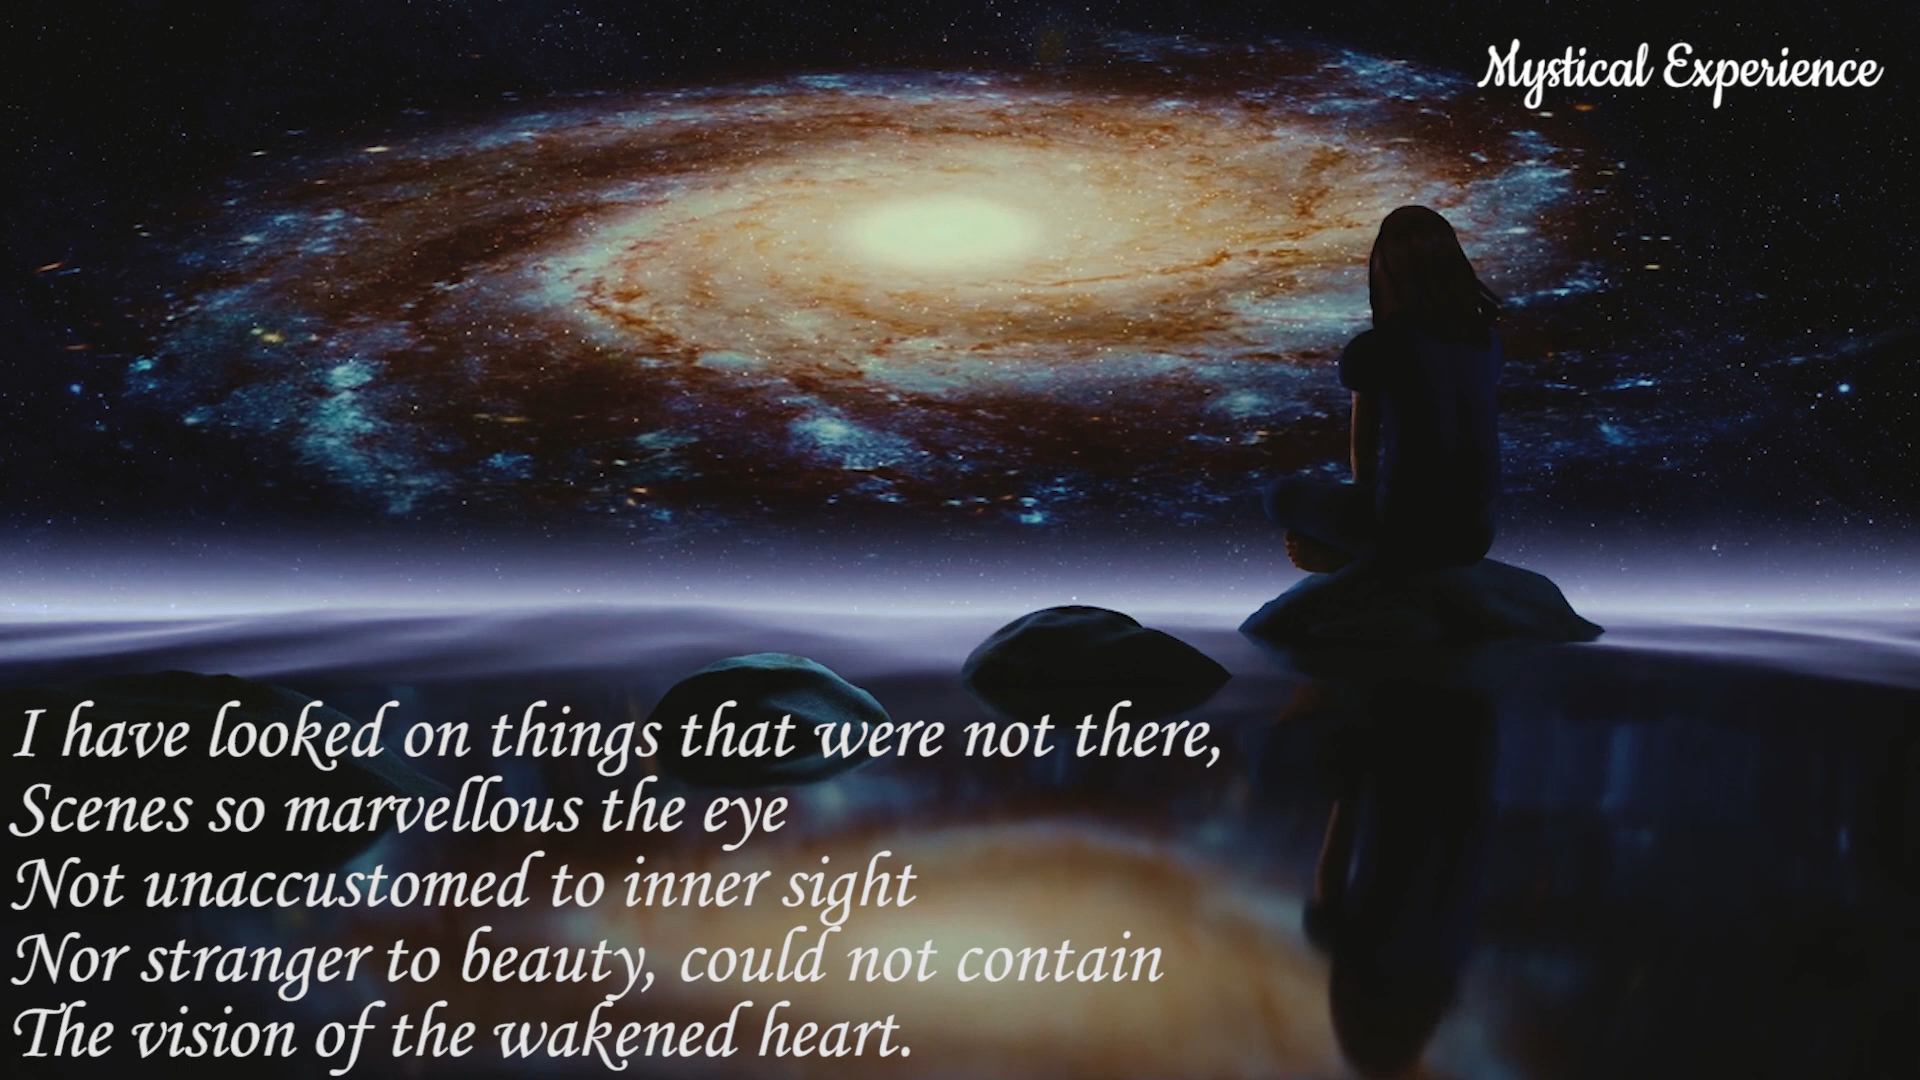 Mystical Experience
I have looked on things that were not there,
Scenes so marvellous the eye
Not unaccustomed to inner sight
Nor stranger to beauty, could not contain
The vision of the wakened heart.